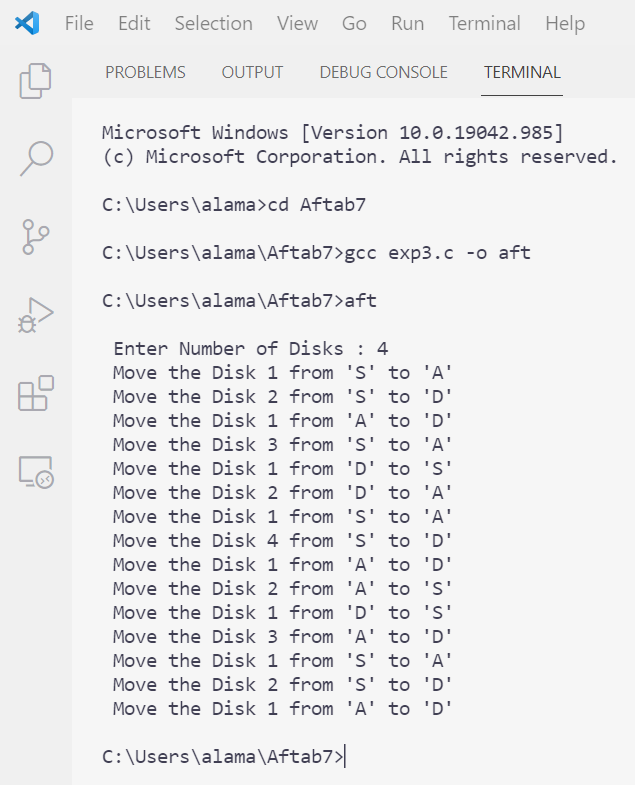 File Edit Selection View Go Run Terminal Help
PROBLEMS OUTPUT DEBUG CONSOLE TERMINAL
Microsoft Windows [Version 10.0.19042.985]
(c) Microsoft Corporation. All rights reserved.
C:\Users\alama>cd Aftab7
C:\Users\alama\Aftab7>gcc exp3.c -o aft
C:\Users\alama\Aftab7>aft
Enter Number of Disks : 4
Move the Disk 1 from 'S' to 'A'
Move the Disk 2 from 'S' to 'D'
Move the Disk 1 from 'A' to 'D'
Move the Disk 3 from 'S' to 'A'
Move the Disk 1 from 'D' to 'S'
Move the Disk 2 from 'D' to 'A'
Move the Disk 1 from 'S' to 'A'
Move the Disk 4 from 'S' to 'D'
Move the Disk 1 from 'A' to 'D'
Move the Disk 2 from 'A' to 'S'
Move the Disk 1 from 'D' to 'S'
Move the Disk 3 from 'A' to 'D'
Move the Disk 1 from 'S' to 'A'
Move the Disk 2 from 'S' to 'D'
Move the Disk 1 from 'A' to 'D'
C:\Users\alama\Aftab7>